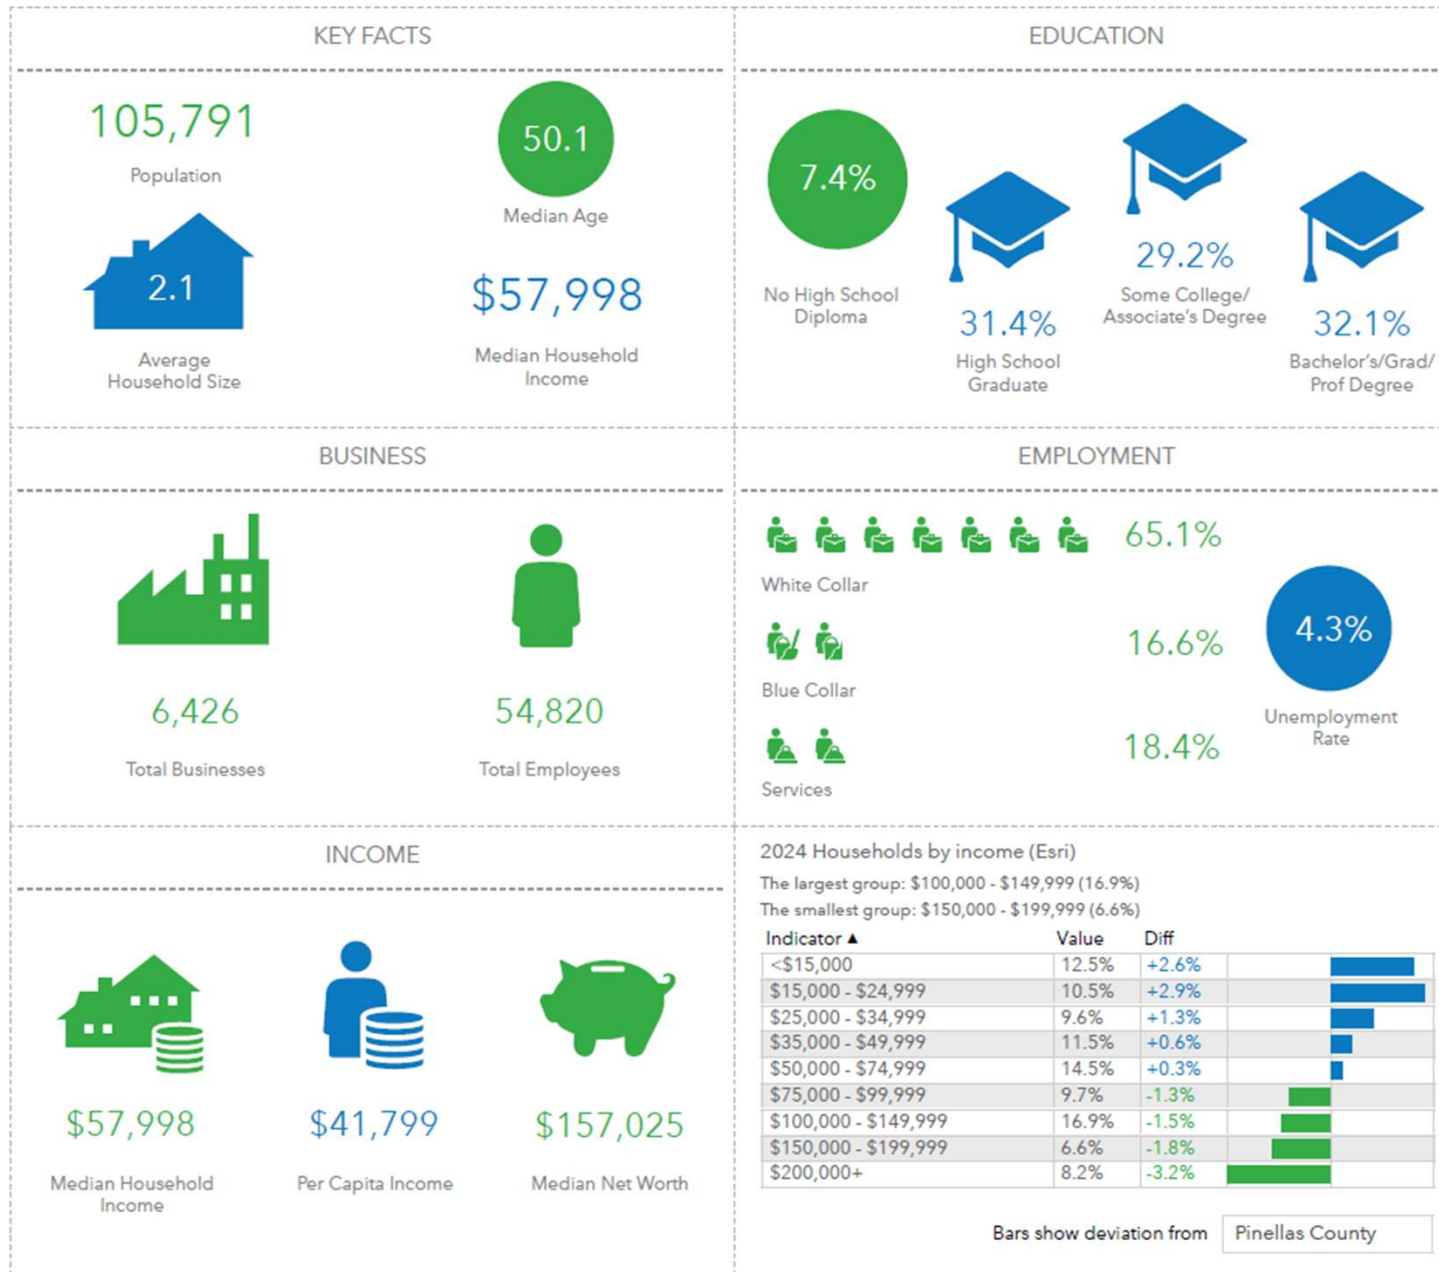 KEY FACTS
105,791
Population
50.1
Median Age
2.1
Average
Household Size
$57,998
Median Household
Income
EDUCATION
7.4%
No High School
Diploma
31.4%
High School
Graduate
29.2%
Some College/
Associate's Degree
32.1%
Bachelor's/Grad/
Prof Degree
BUSINESS
6,426
Total Businesses
54,820
Total Employees
EMPLOYMENT
65.1%
White Collar
16.6%
Blue Collar
18.4%
Services
4.3%
Unemployment
Rate
INCOME
$57,998
Median Household
Income
$41,799
Per Capita Income
$157,025
Median Net Worth
2024 Households by income (Esri)
The largest group: $100,000 - $149,999 (16.9%)
The smallest group: $150,000 - $199,999 (6.6%)
Indicator ▲ Value Diff
<$15,000 12.5% +2.6%
$15,000 - $24,999 10.5% +2.9%
$25,000 - $34,999 9.6% +1.3%
$35,000 - $49,999 11.5% +0.6%
$50,000 - $74,999 14.5% +0.3%
$75,000 - $99,999 9.7% -1.3%
$100,000 - $149,999 16.9% -1.5%
$150,000 - $199,999 6.6% -1.8%
$200,000+ 8.2% -3.2%
Bars show deviation from Pinellas County